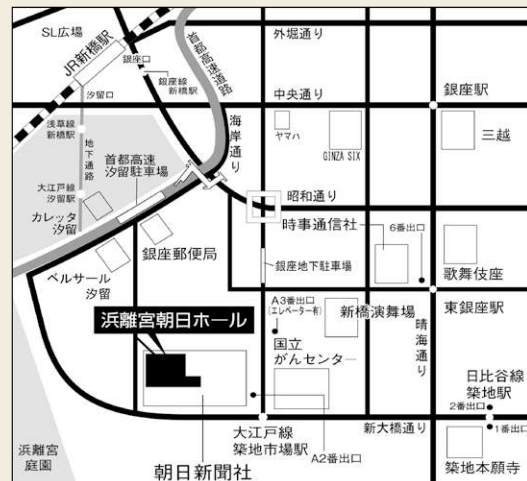 SL広場
JR新橋駅
銀座口
銀座線
新橋駅
首都高速道路
外堀通り
汐留口
中央通り
銀座駅
浅草線
新橋駅
地下通路
海岸通り
ヤマハ
GINZA SIX
三越
首都高速
汐留駐車場
大江戸線
汐留駅
カレッタ
汐留
昭和通り
時事通信社
6番出口
銀座郵便局
銀座地下駐車場
歌舞伎座
ベルサール
汐留
A3番出口
(エレベーター有)
新橋演舞場
晴海通り
東銀座駅
浜離宮朝日ホール
国立
がんセンター
日比谷線
築地駅
2番出口
大江戸線
築地市場駅
新大橋通り
1番出口
浜離宮
庭園
朝日新聞社
A2番出口
築地本願寺